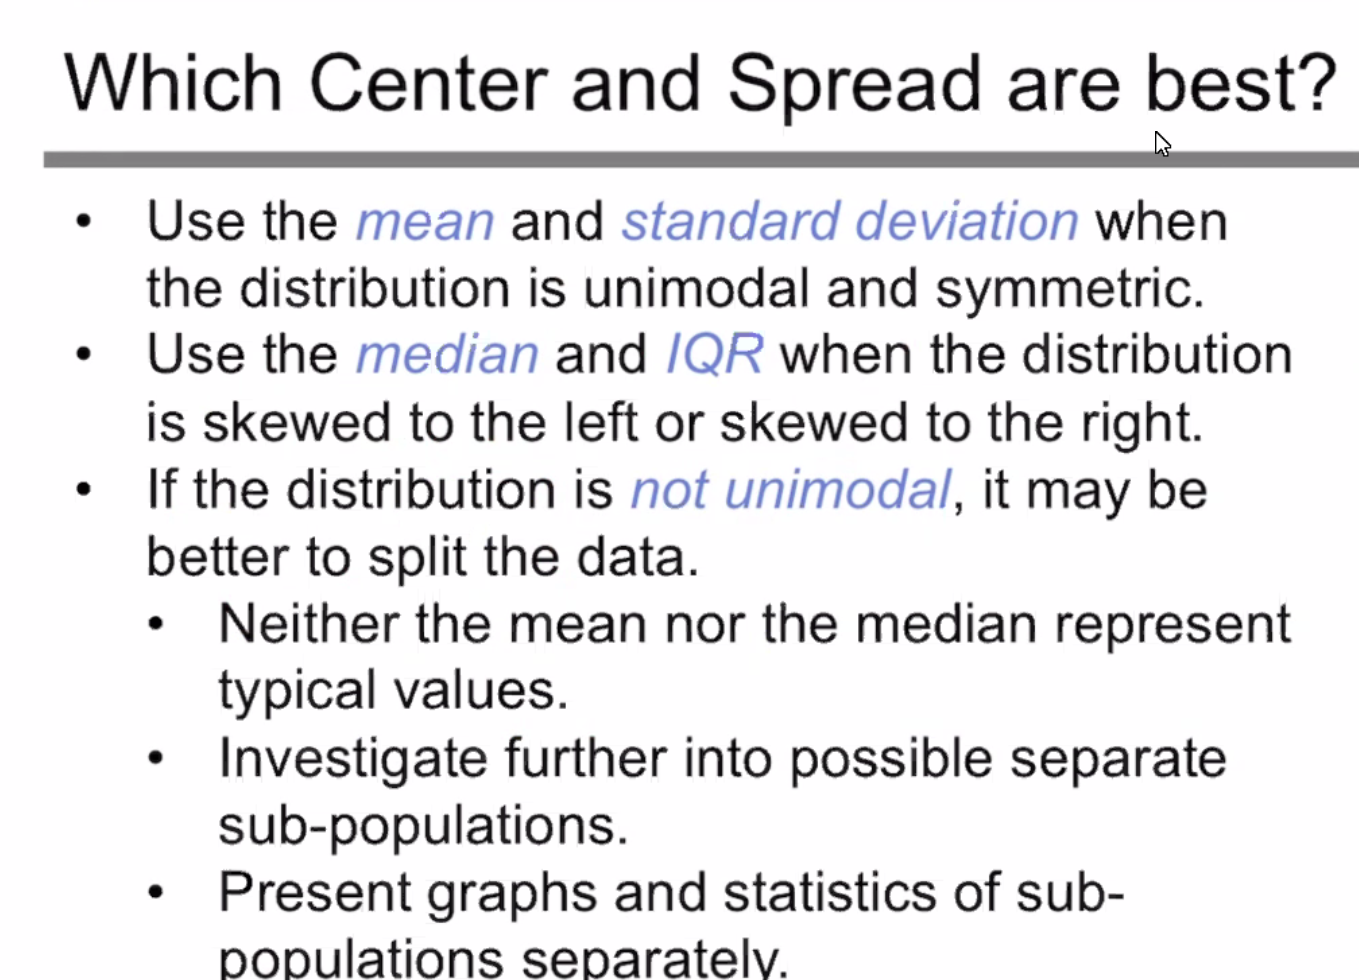 Which Center and Spread are best?
• Use the mean and standard deviation when
the distribution is unimodal and symmetric.
• Use the median and IQR when the distribution
is skewed to the left or skewed to the right.
• If the distribution is not unimodal, it may be
better to split the data.
• Neither the mean nor the median represent
typical values.
• Investigate further into possible separate
sub-populations.
• Present graphs and statistics of sub-
populations separately.